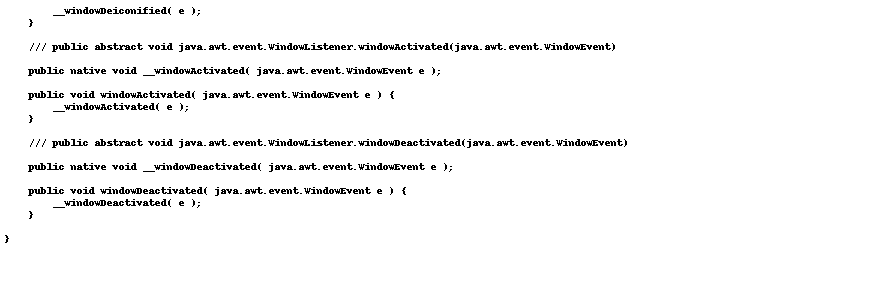 __windowDeiconified( e );
}
/// public abstract void java.awt.event.WindowListener.windowActivated(java.awt.event.WindowEvent)
public native void __windowActivated( java.awt.event.WindowEvent e );
public void windowActivated( java.awt.event.WindowEvent e ) {
__windowActivated( e );
}
/// public abstract void java.awt.event.WindowListener.windowDeactivated(java.awt.event.WindowEvent)
public native void __windowDeactivated( java.awt.event.WindowEvent e );
public void windowDeactivated( java.awt.event.WindowEvent e ) {
__windowDeactivated( e );
}
}